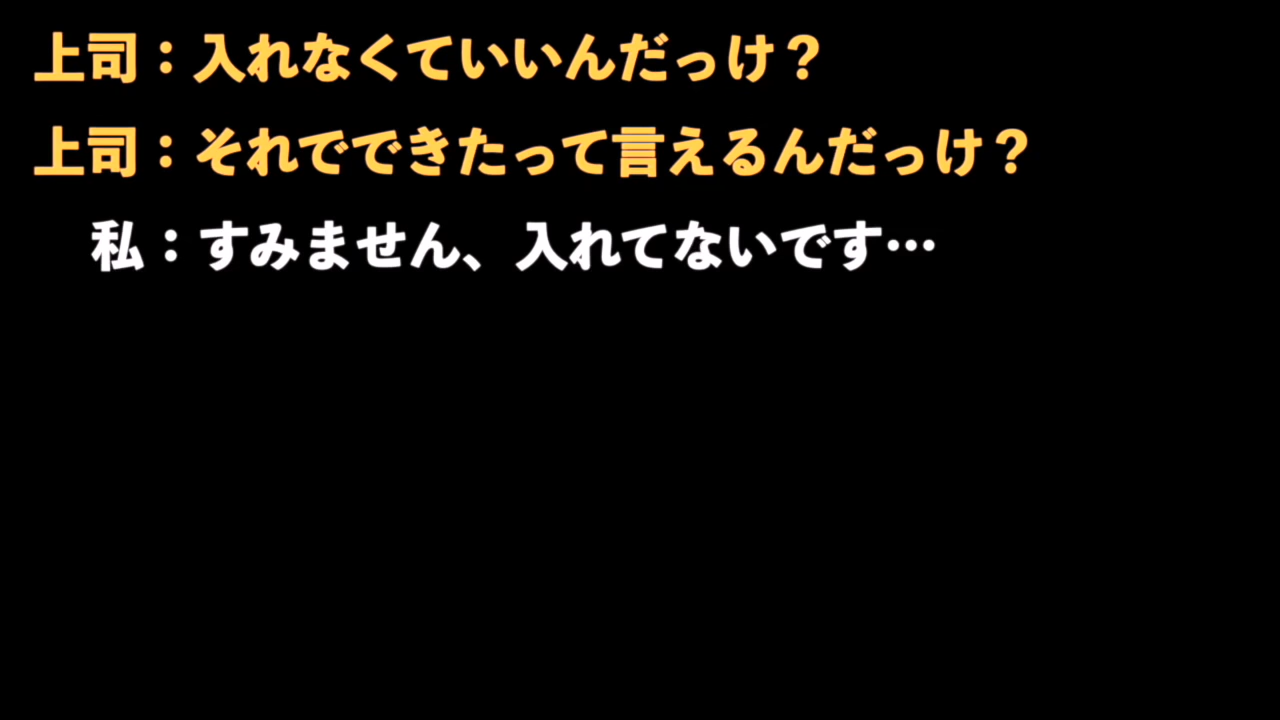 上司：入れなくていいんだっけ？
上司：それでできたって言えるんだっけ？
私：すみません、入れてないです…